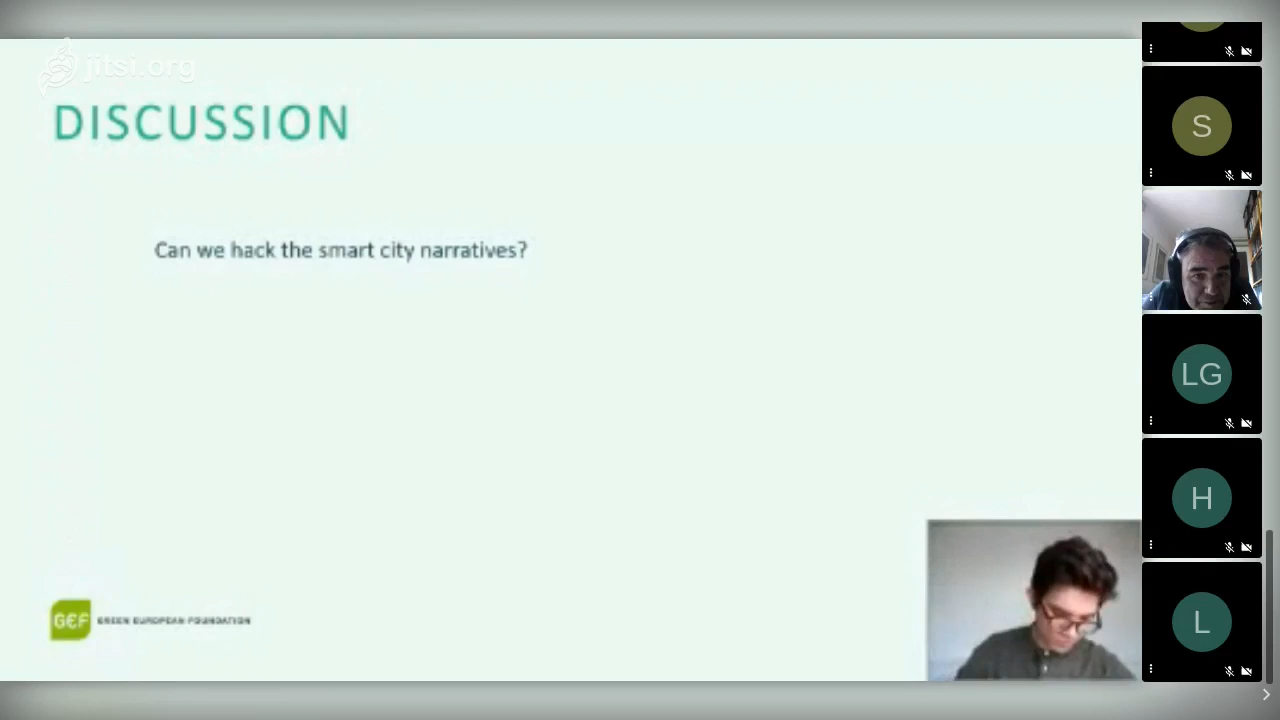 jitsi.org
DISCUSSION
Can we hack the smart city narratives?
GEF GREEN EUROPEAN FOUNDATION
S
LG
H
L